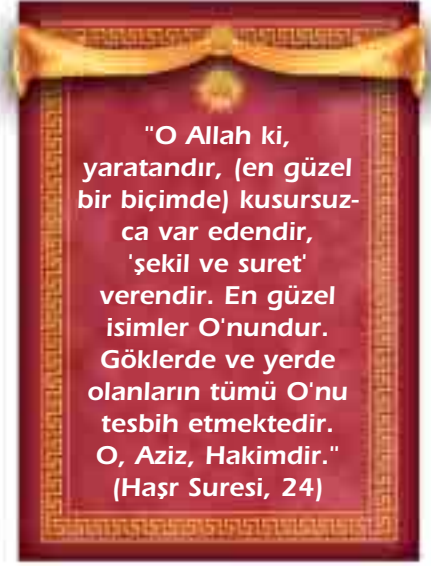 "O Allah ki,
yaratandır, (en güzel
bir biçimde) kusursuz-
ca var edendir,
'şekil ve suret'
verendir. En güzel
isimler O'nundur.
Göklerde ve yerde
olanların tümü O'nu
tesbih etmektedir.
O, Aziz, Hakimdir."
(Haşr Suresi, 24)